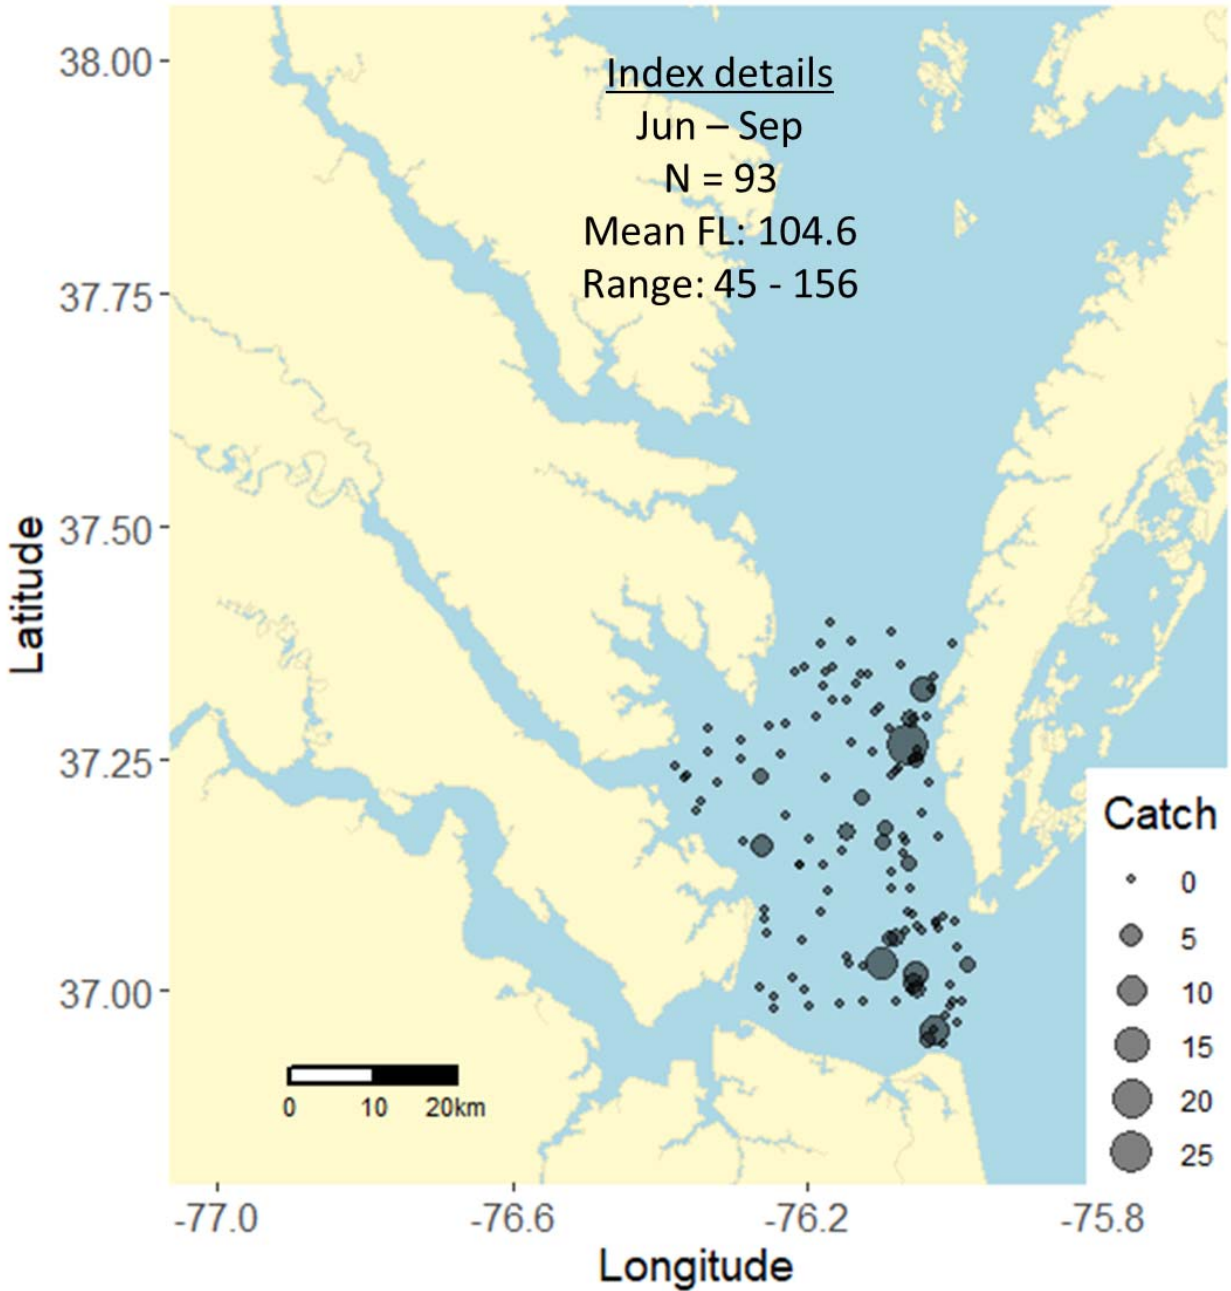 Index details
Jun – Sep
N = 93
Mean FL: 104.6
Range: 45 - 156
38.00
37.75
37.50
37.25
37.00
Latitude
Catch
0
5
10
15
20
25
0 10 20km
-77.0 -76.6 -76.2 -75.8
Longitude